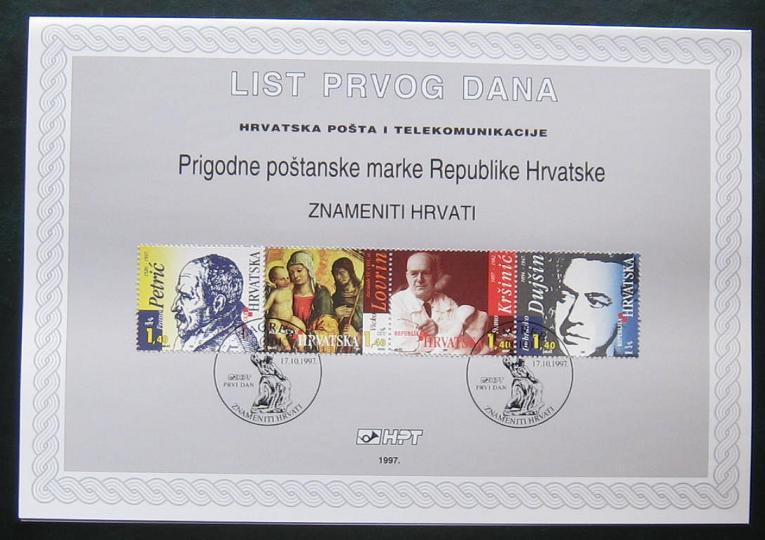 LIST PRVOG DANA
HRVATSKA POŠTA I TELEKOMUNIKACIJE
Prigodne poštanske marke Republike Hrvatske
ZNAMENITI HRVATI
Petrić
1,40
HRVATSKA
Lovrin
HRVATSKA
1,40
REPUBLIKA
HRVATSKA
Kršinić
1,40
Dujšin
1,40
HRVATSKA
17.10.1997.
PRVI DAN
ZNAMENITI HRVATI
17.10.1997.
PRVI DAN
ZNAMENITI HRVATI
HPT
1997.